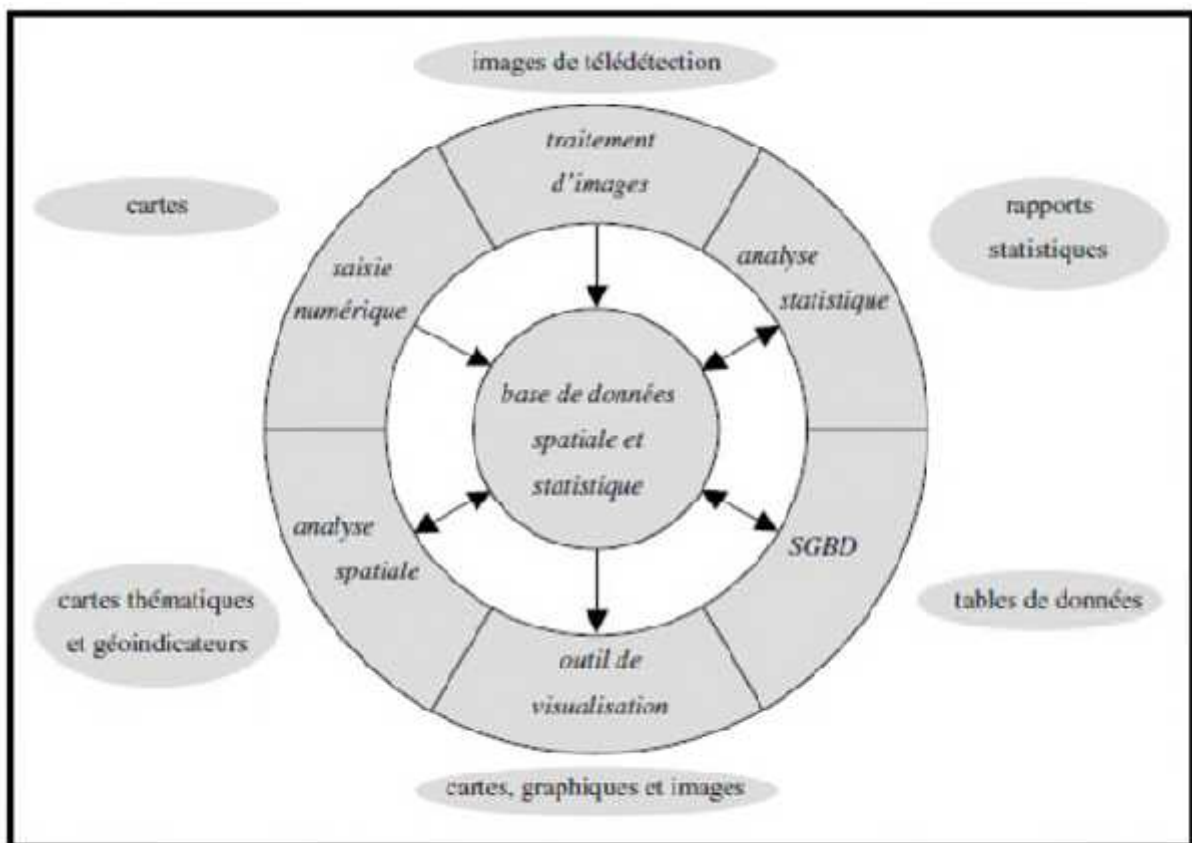 images de télédétection
traitement
d'images
cartes
rapports
statistiques
saisie
numérique
analyse
statistique
base de données
spatiale et
statistique
analyse
spatiale
SGBD
cartes thématiques
et géoindicateurs
tables de données
outil de
visualisation
cartes, graphiques et images